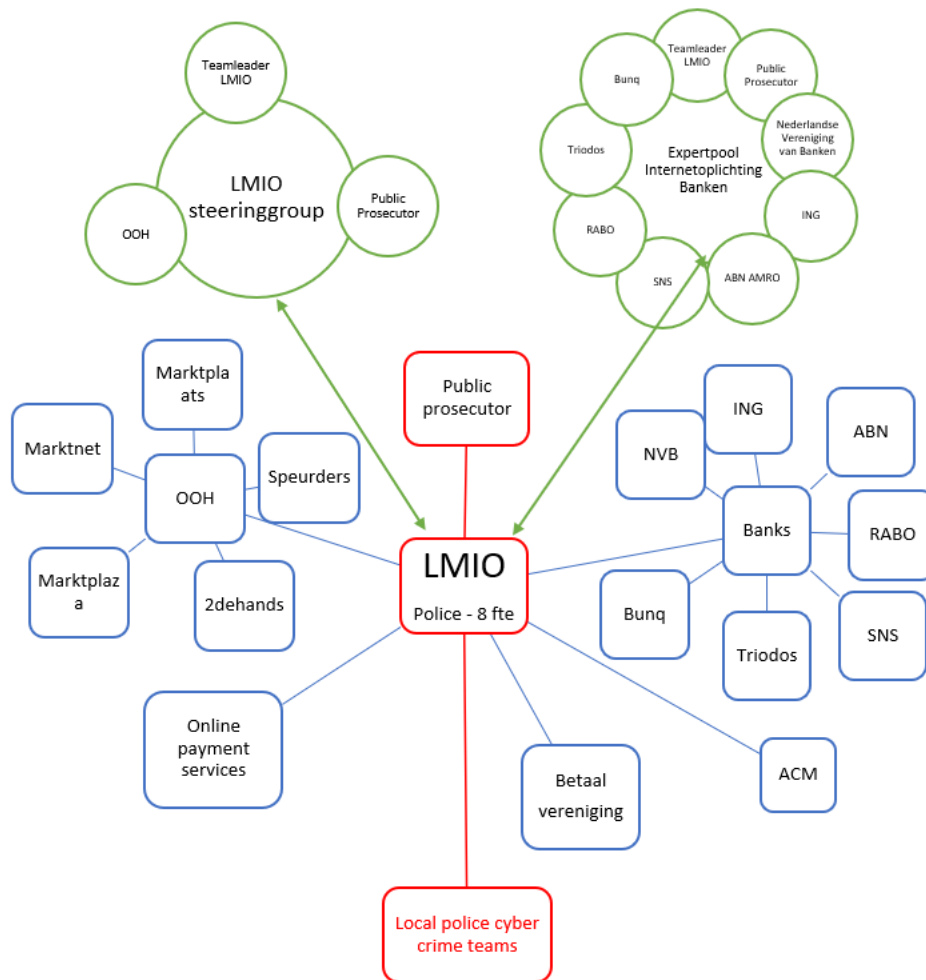 Teamleader
LMIO
LMIO
steeringgroup
OOH
Public
Prosecutor
Teamleader
LMIO
Bunq
Public
Prosecutor
Nederlandse
Vereniging
van Banken
Triodos
Expertpool
Internetoplichting
Banken
ING
RABO
SNS
ABN AMRO
Public
prosecutor
Marktpla
ats
Marktnet
OOH
Speurders
Marktplaz
a
2dehands
ING
ABN
NVB
Banks
RABO
Bunq
Triodos
SNS
LMIO
Police - 8 fte
Online
payment
services
Betaal
vereniging
ACM
Local police cyber
crime teams